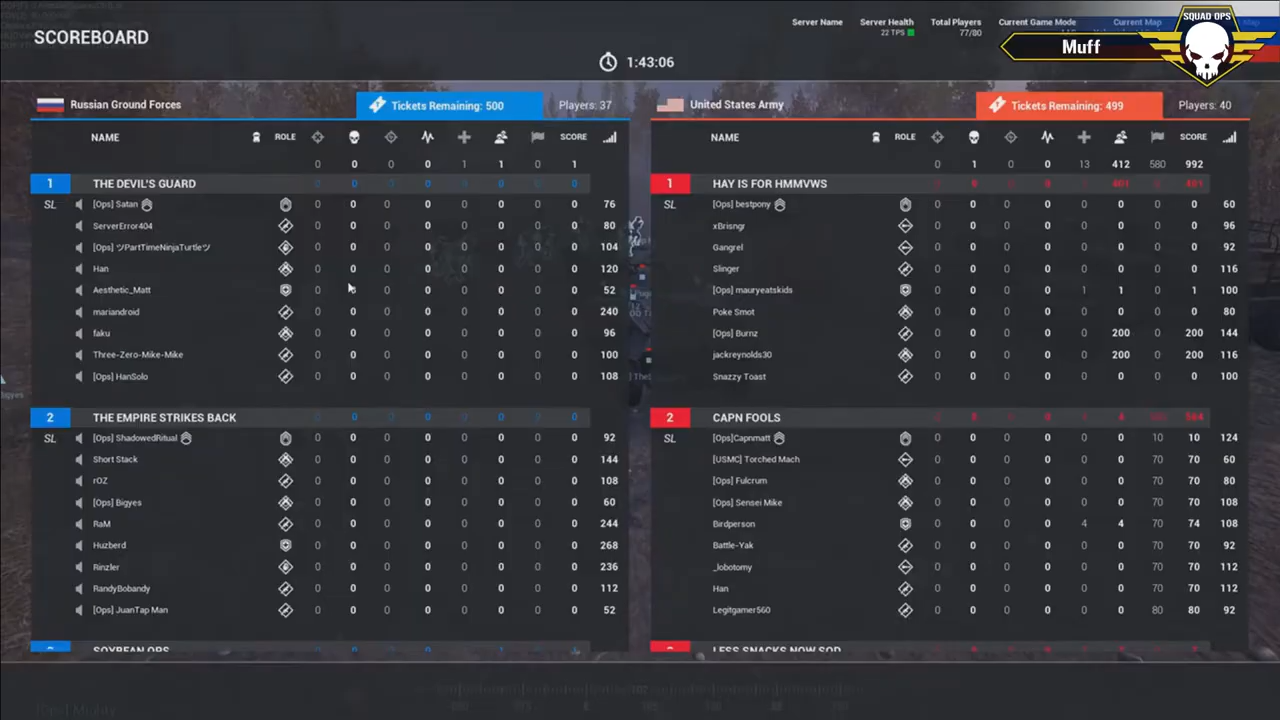 SCOREBOARD
Server Name Server Health Total Players Current Game Mode Current Map
22 TPS 77/80
SQUAD OPS
Muff
1:43:06
Russian Ground Forces Tickets Remaining: 500 Players: 37
NAME ROLE SCORE
0 0 0 0 1 1 0 1
1 THE DEVIL'S GUARD 0 0 0 0 0 0 0
SL [Ops] Satan 0 0 0 0 0 0 0 0 76
ServerError404 0 0 0 0 0 0 0 0 80
[Ops] ツPartTimeNinjaTurtleツ 0 0 0 0 0 0 0 0 104
Han 0 0 0 0 0 0 0 0 120
Aesthetic_Matt 0 0 0 0 0 0 0 52
mariandroid 0 0 0 0 0 0 0 0 240
faku 0 0 0 0 0 0 0 0 96
Three-Zero-Mike-Mike 0 0 0 0 0 0 0 0 100
[Ops] HanSolo 0 0 0 0 0 0 0 0 108
2 THE EMPIRE STRIKES BACK 0 0 0 0 0 0 0
SL [Ops] ShadowedRitual 0 0 0 0 0 0 0 0 92
Short Stack 0 0 0 0 0 0 0 0 144
rOZ 0 0 0 0 0 0 0 0 108
[Ops] Bigyes 0 0 0 0 0 0 0 0 60
RaM 0 0 0 0 0 0 0 0 244
Huzberd 0 0 0 0 0 0 0 0 268
Rinzler 0 0 0 0 0 0 0 0 236
RandyBobandy 0 0 0 0 0 0 0 0 112
[Ops] JuanTap Man 0 0 0 0 0 0 0 0 52
SOYBEAN OPS
United States Army Tickets Remaining: 499 Players: 40
NAME ROLE SCORE
0 1 0 0 13 412 580 992
1 HAY IS FOR HMMVWS 401 401
SL [Ops] bestpony 0 0 0 0 0 0 0 0 60
xBrisngr 0 0 0 0 0 0 0 0 96
Gangrel 0 0 0 0 0 0 0 0 92
Slinger 0 0 0 0 0 0 0 0 116
[Ops] mauryeatskids 0 0 0 0 1 1 0 1 100
Poke Smot 0 0 0 0 0 0 0 0 80
[Ops] Burnz 0 0 0 0 0 200 0 200 144
jackreynolds30 0 0 0 0 0 200 0 200 116
Snazzy Toast 0 0 0 0 0 0 0 0 100
2 CAPN FOOLS 4
SL [Ops]Capnmatt 0 0 0 0 0 0 10 10 124
[USMC] Torched Mach 0 0 0 0 0 0 70 70 60
[Ops] Fulcrum 0 0 0 0 0 0 70 70 80
[Ops] Sensei Mike 0 0 0 0 0 0 70 70 108
Birdperson 0 0 0 0 4 4 70 74 108
Battle-Yak 0 0 0 0 0 0 70 70 92
_lobotomy 0 0 0 0 0 0 70 70 112
Han 0 0 0 0 0 0 70 70 112
Legitgamer560 0 0 0 0 0 0 80 80 92
LESS SNACKS NOW SOD
[Ops] Mighty